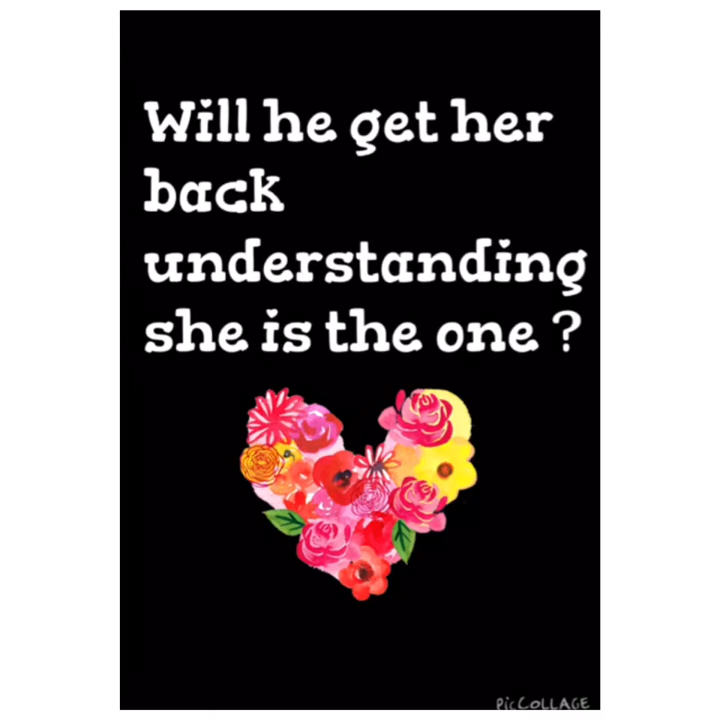 Will he get her
back
understanding
she is the one ?
PicCOLLAGE